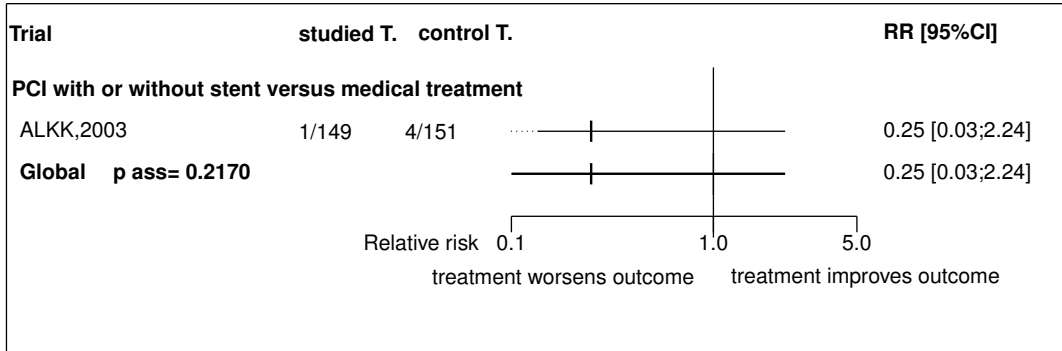 Trial studied T. control T. RR [95%CI]
PCI with or without stent versus medical treatment
ALKK,2003 1/149 4/151 0.25 [0.03;2.24]
Global p ass= 0.2170 0.25 [0.03;2.24]
Relative risk 0.1 1.0 5.0
treatment worsens outcome treatment improves outcome